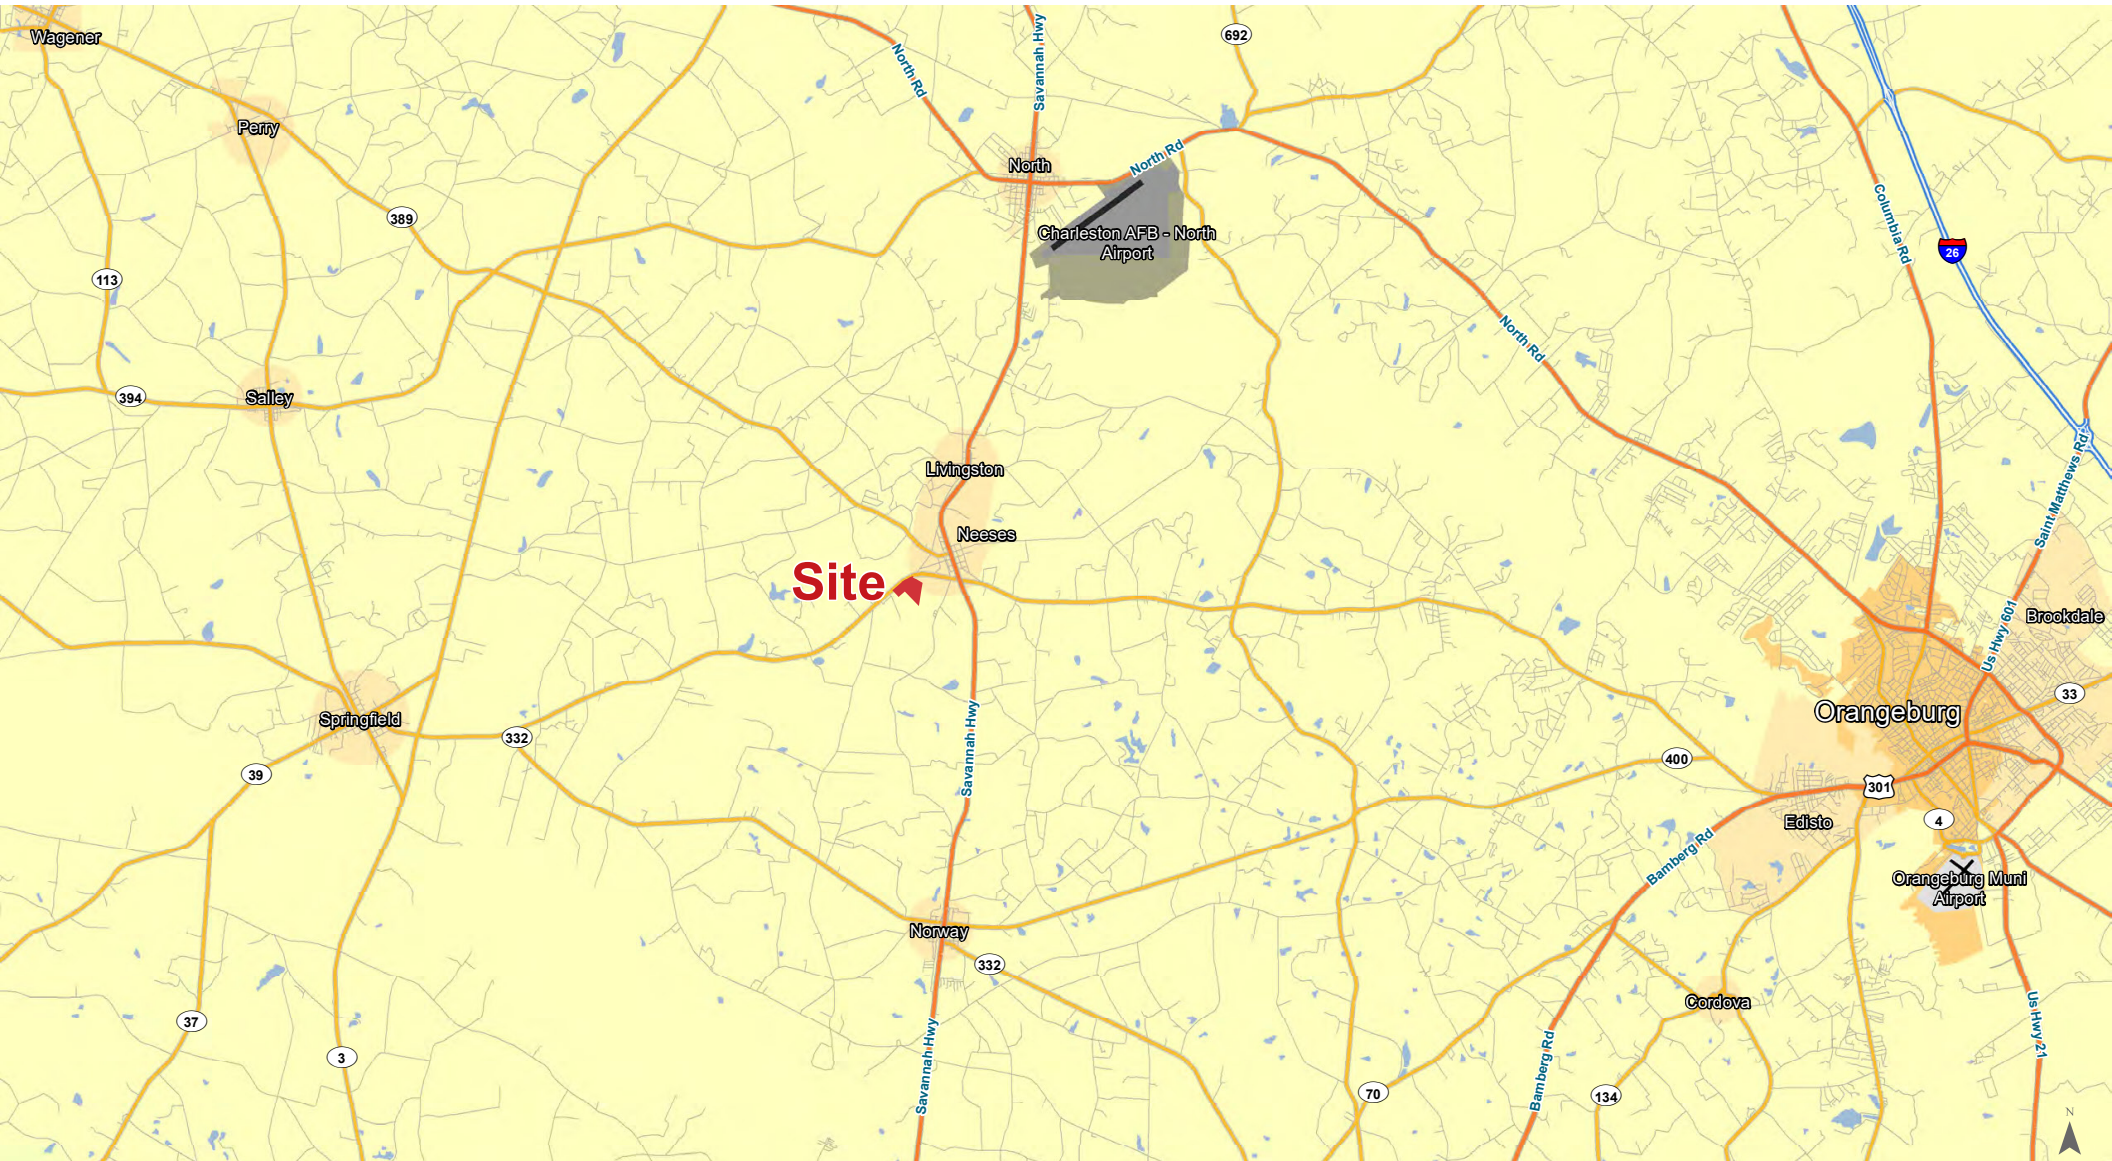 Wagener
North Rd
Savannah Hwy
692
Perry
North
North Rd
389
Columbia Rd
Charleston AFB - North
Airport
26
113
North Rd
394
Salley
Livingston
Saint Matthews Rd
Neeses
Site
Brookdale
Us Hwy 601
33
Springfield
Orangeburg
332
Savannah Hwy
400
39
301
4
Edisto
Bamberg Rd
Orangeburg Muni
Airport
Norway
332
Cordova
37
Us Hwy 21
3
Savannah Hwy
Bamberg Rd
70
134
N